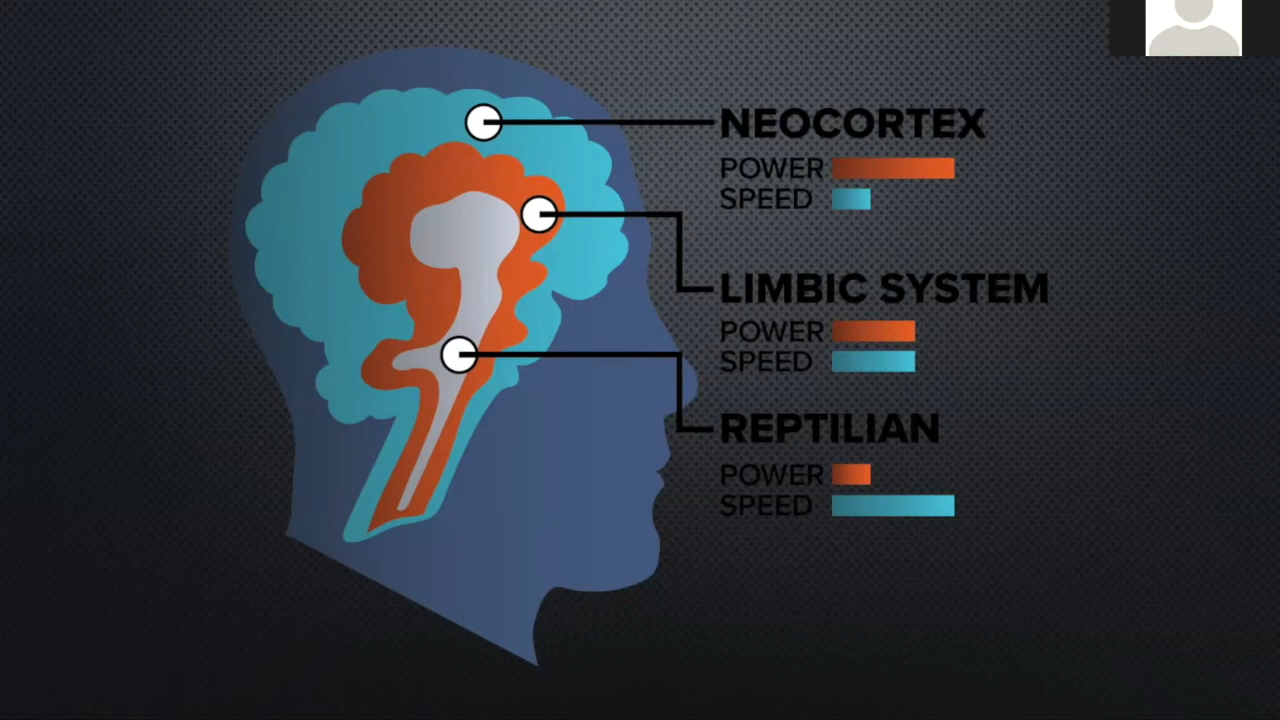 NEOCORTEX
POWER
SPEED
LIMBIC SYSTEM
POWER
SPEED
REPTILIAN
POWER
SPEED